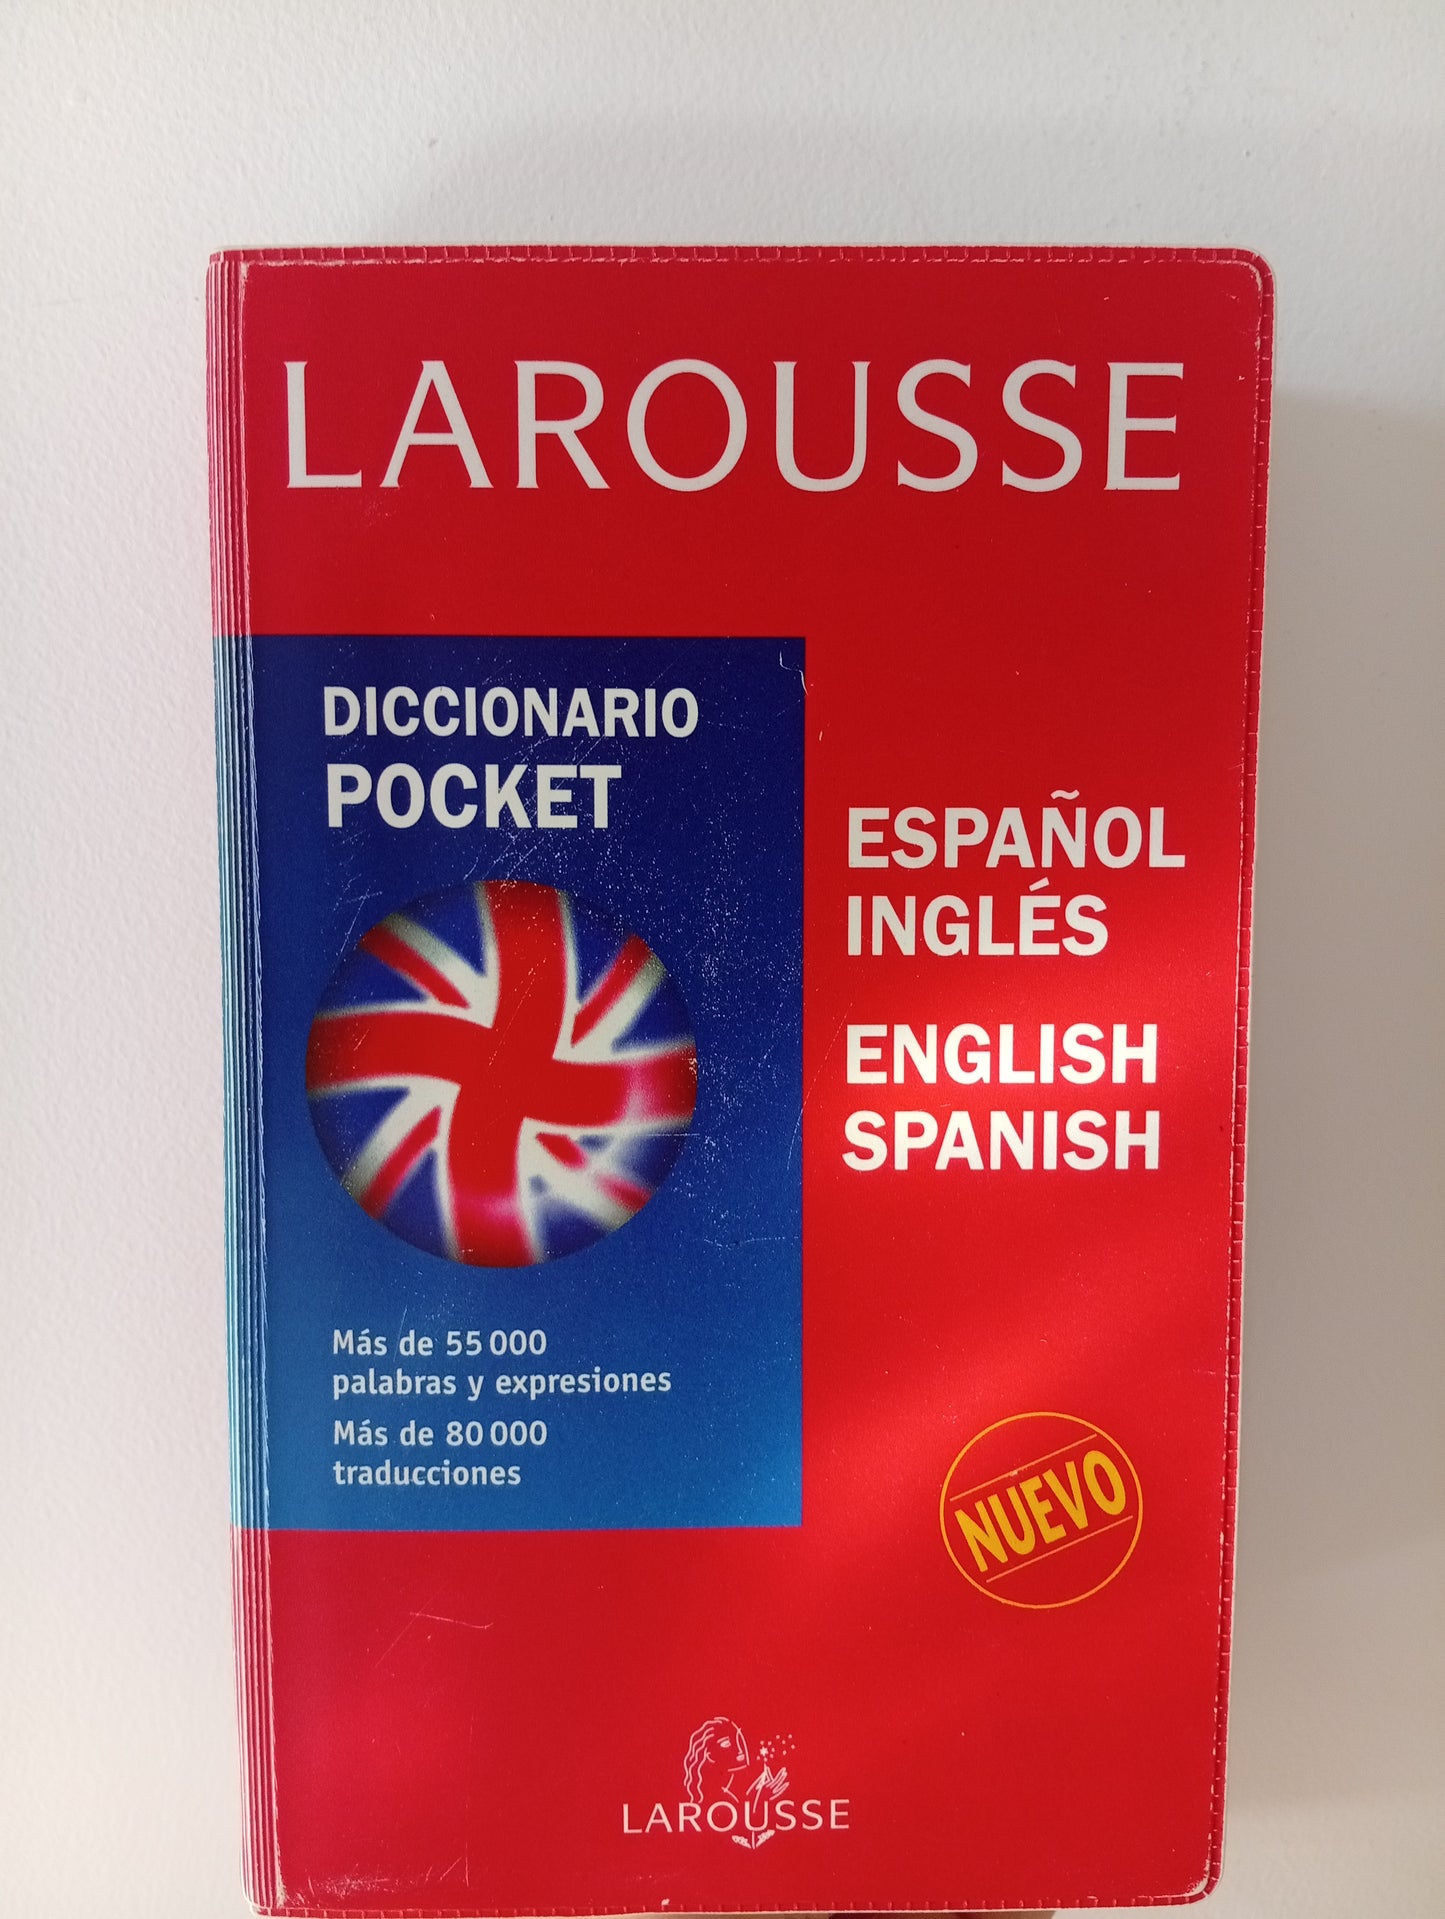 LAROUSSE
DICCIONARIO
POCKET
ESPAÑOL
INGLÉS
ENGLISH
SPANISH
Más de 55 000
palabras y expresiones
Más de 80 000
traducciones
NUEVO
LAROUSSE